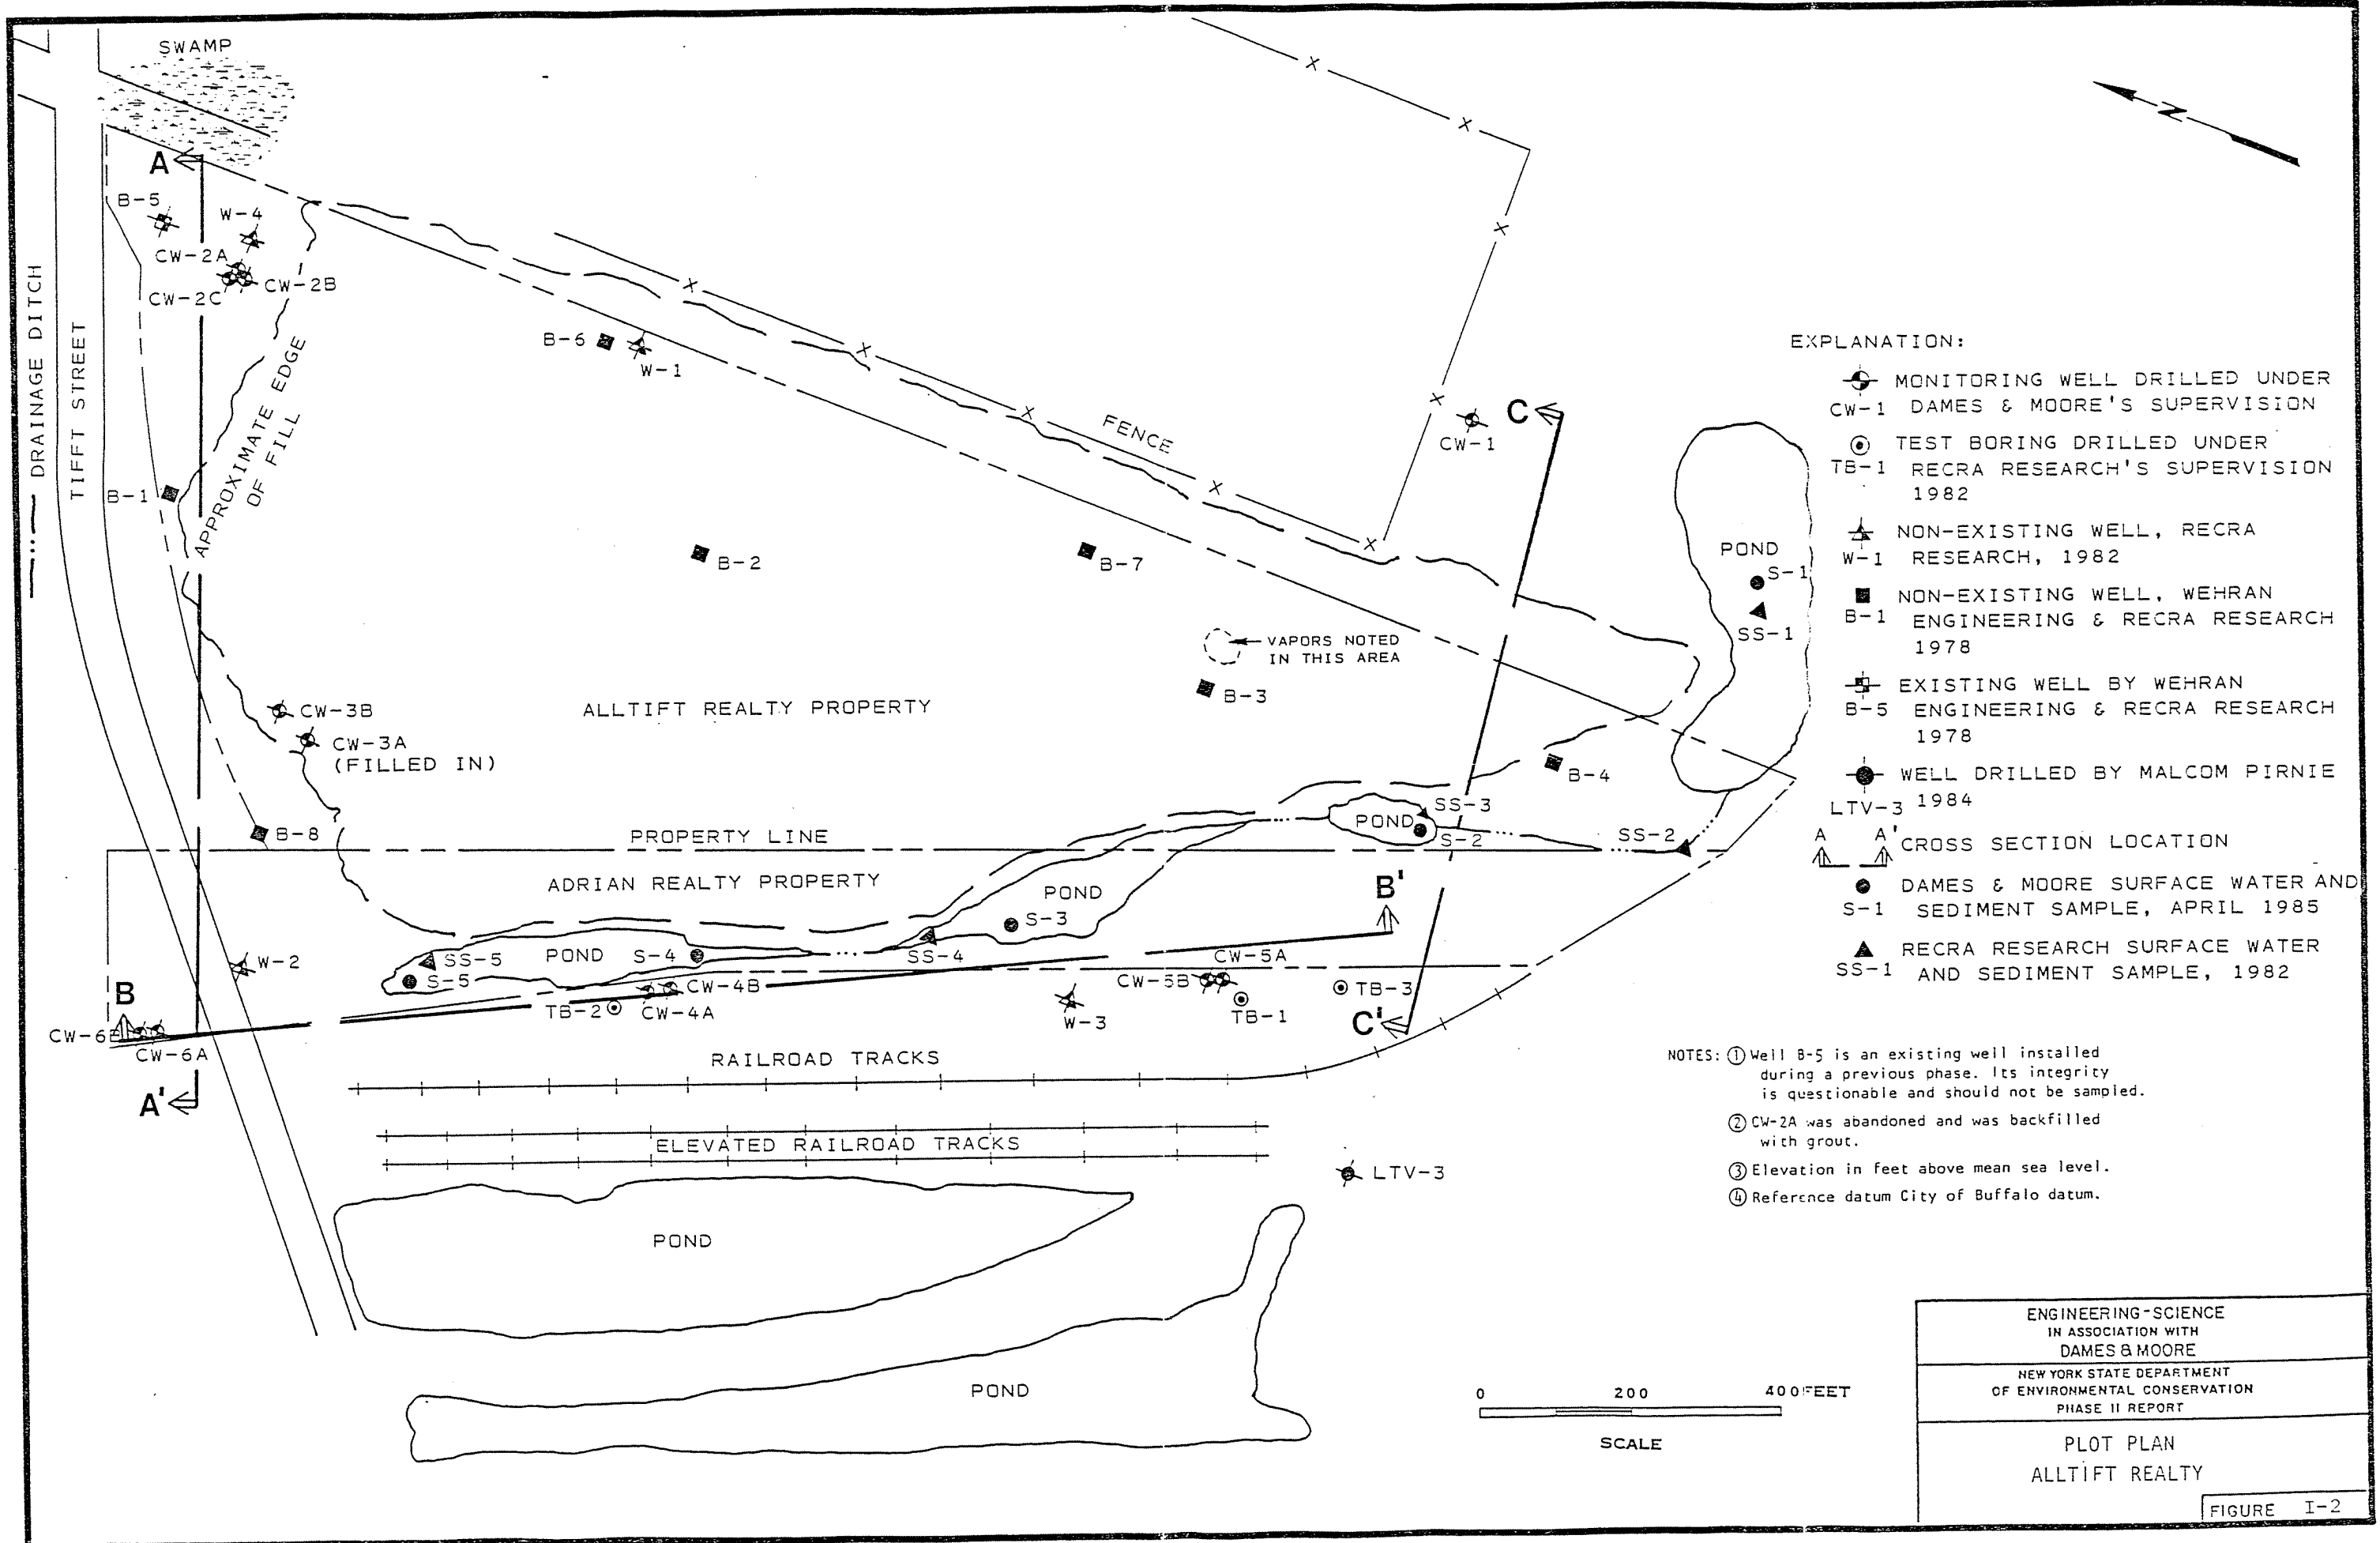 SWAMP
N
A
B-5
W-4
CW-2A
CW-2B
CW-2C
DRAINAGE DITCH
TIFFT STREET
APPROXIMATE EDGE
OF FILL
B-6
W-1
FENCE
CW-1
C
B-1
B-2
B-7
VAPORS NOTED
IN THIS AREA
B-3
POND
S-1
SS-1
CW-3B
CW-3A
(FILLED IN)
ALLTIFT REALTY PROPERTY
B-4
B-8
PROPERTY LINE
SS-3
POND
S-2
SS-2
ADRIAN REALTY PROPERTY
POND
S-3
B'
W-2
SS-5
S-5
POND
S-4
SS-4
CW-5A
CW-5B
CW-4B
TB-2
CW-4A
W-3
TB-1
TB-3
B
CW-6B
CW-6A
C'
A'
RAILROAD TRACKS
ELEVATED RAILROAD TRACKS
LTV-3
POND
POND
EXPLANATION:
MONITORING WELL DRILLED UNDER
CW-1 DAMES & MOORE'S SUPERVISION
TEST BORING DRILLED UNDER
TB-1 RECRA RESEARCH'S SUPERVISION
1982
NON-EXISTING WELL, RECRA
W-1 RESEARCH, 1982
NON-EXISTING WELL, WEHRAN
B-1 ENGINEERING & RECRA RESEARCH
1978
EXISTING WELL BY WEHRAN
B-5 ENGINEERING & RECRA RESEARCH
1978
WELL DRILLED BY MALCOM PIRNIE
LTV-3 1984
A A' CROSS SECTION LOCATION
DAMES & MOORE SURFACE WATER AND
S-1 SEDIMENT SAMPLE, APRIL 1985
RECRA RESEARCH SURFACE WATER
SS-1 AND SEDIMENT SAMPLE, 1982
NOTES: ① Well B-5 is an existing well installed
during a previous phase. Its integrity
is questionable and should not be sampled.
② CW-2A was abandoned and was backfilled
with grout.
③ Elevation in feet above mean sea level.
④ Reference datum City of Buffalo datum.
0 200 400 FEET
SCALE
ENGINEERING-SCIENCE
IN ASSOCIATION WITH
DAMES & MOORE
NEW YORK STATE DEPARTMENT
OF ENVIRONMENTAL CONSERVATION
PHASE II REPORT
PLOT PLAN
ALLTIFT REALTY
FIGURE I-2